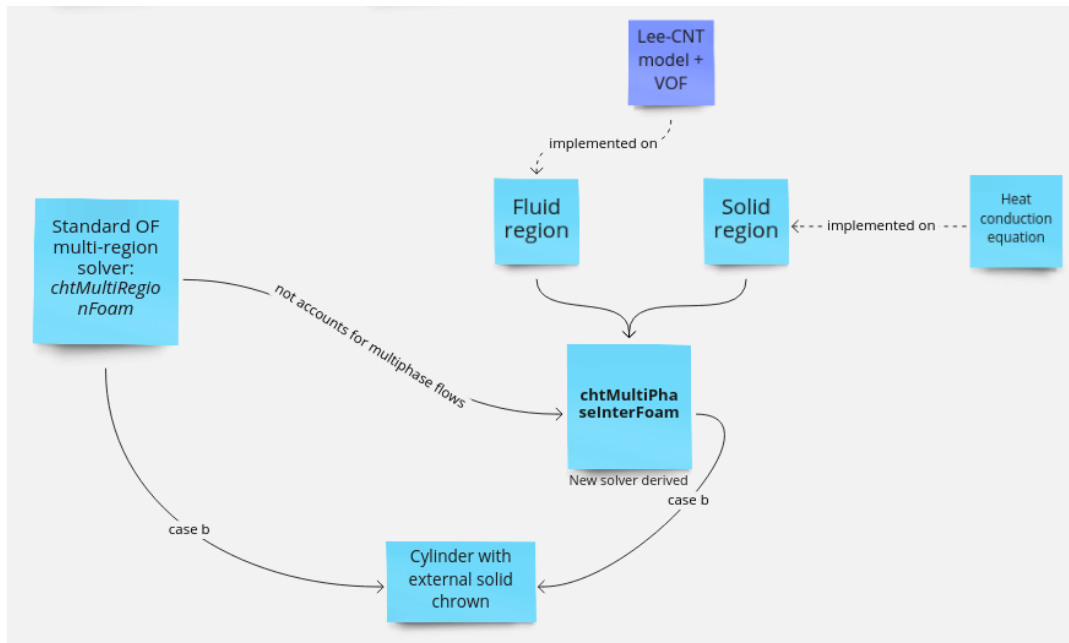 Lee-CNT
model +
VOF
implemented on
Fluid
region
Solid
region
implemented on
Heat
conduction
equation
Standard OF
multi-region
solver:
chtMultiRegio
nFoam
not accounts for multiphase flows
chtMultiPha
seInterFoam
New solver derived
case b
case b
Cylinder with
external solid
chrown